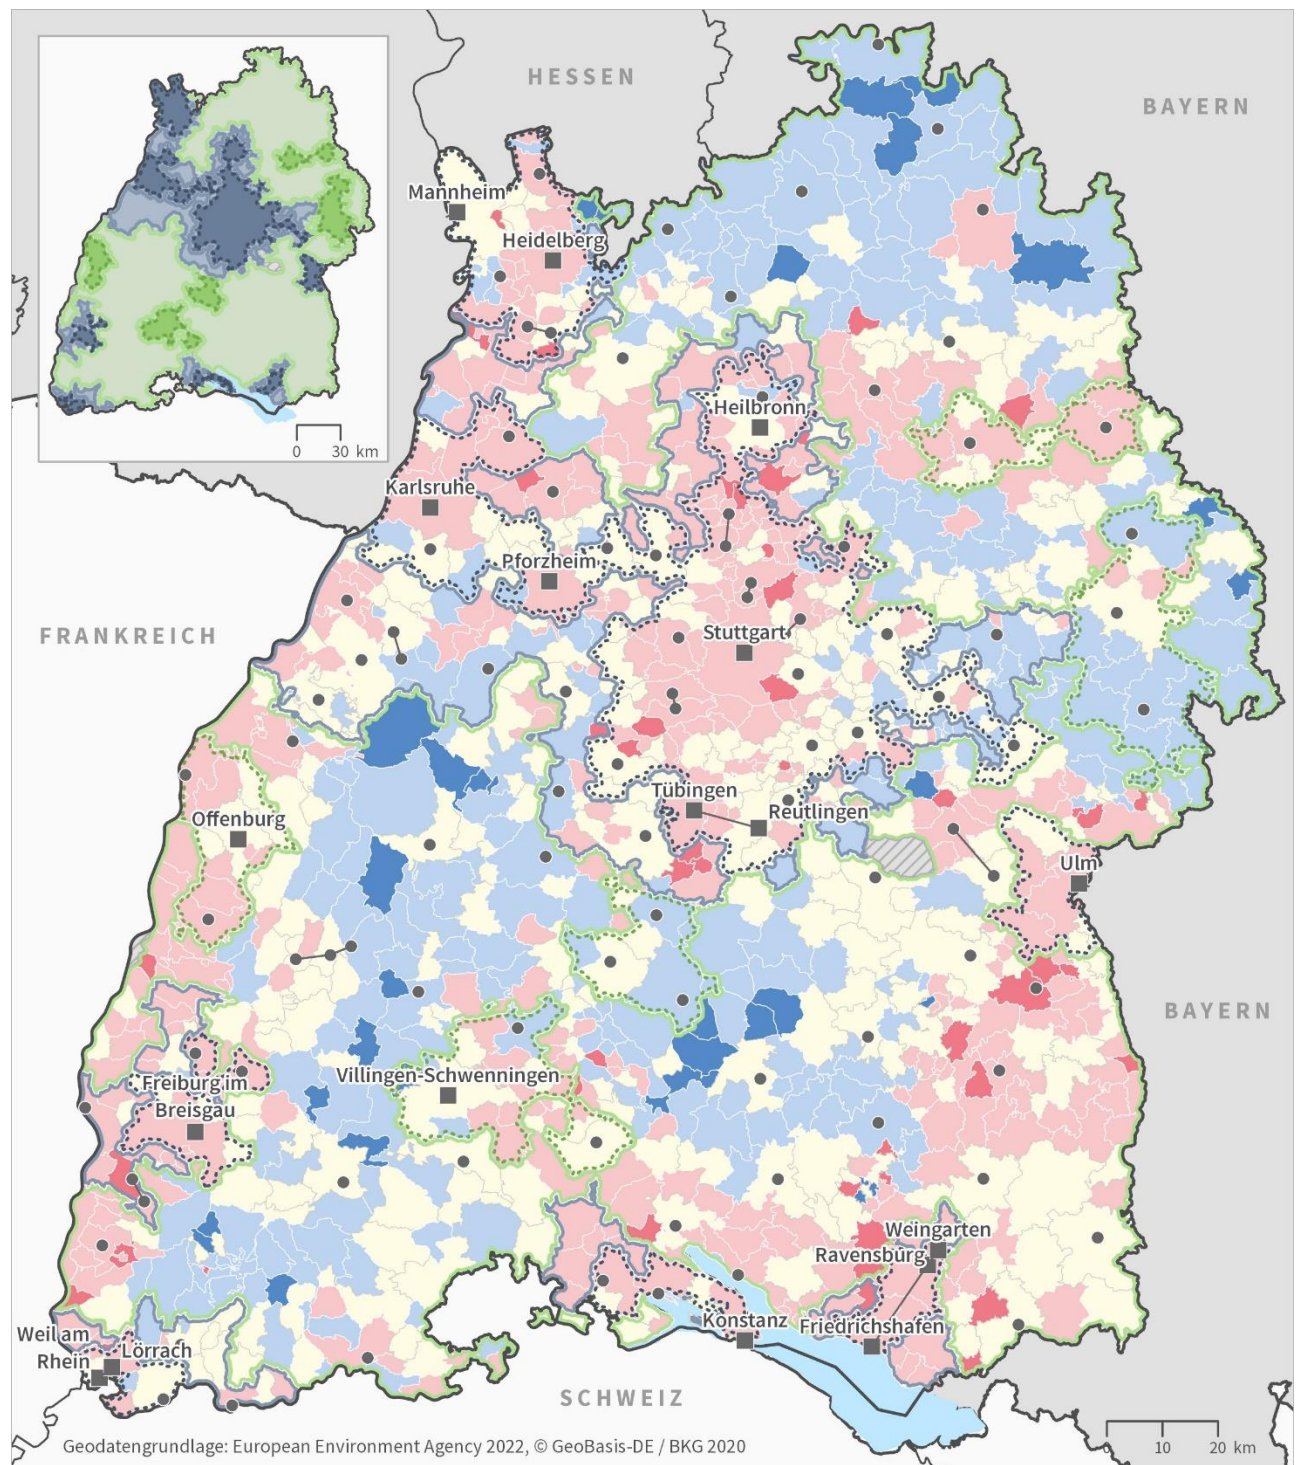 HESSEN
BAYERN
Mannheim
Heidelberg
0 30 km
Heilbronn
Karlsruhe
Pforzheim
FRANKREICH
Stuttgart
Tübingen
Reutlingen
Offenburg
Ulm
BAYERN
Villingen-Schwenningen
Freiburg im
Breisgau
Weingarten
Ravensburg
Konstanz
Friedrichshafen
Weil am
Rhein
Lörrach
SCHWEIZ
Geodatengrundlage: European Environment Agency 2022, © GeoBasis-DE / BKG 2020
10 20 km